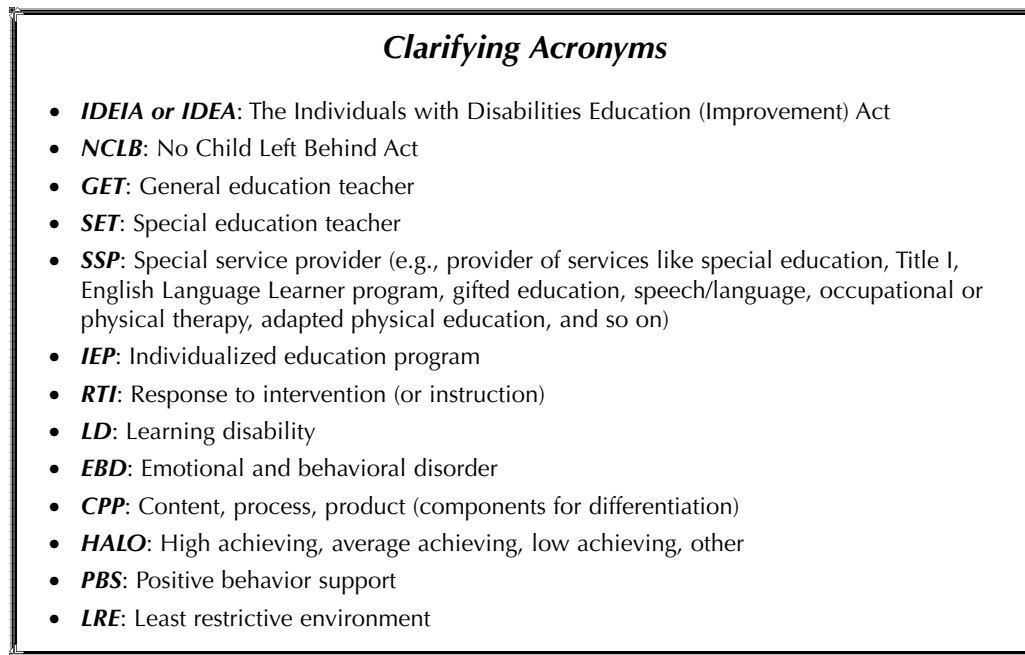 Clarifying Acronyms
• IDEIA or IDEA: The Individuals with Disabilities Education (Improvement) Act
• NCLB: No Child Left Behind Act
• GET: General education teacher
• SET: Special education teacher
• SSP: Special service provider (e.g., provider of services like special education, Title I,
English Language Learner program, gifted education, speech/language, occupational or
physical therapy, adapted physical education, and so on)
• IEP: Individualized education program
• RTI: Response to intervention (or instruction)
• LD: Learning disability
• EBD: Emotional and behavioral disorder
• CPP: Content, process, product (components for differentiation)
• HALO: High achieving, average achieving, low achieving, other
• PBS: Positive behavior support
• LRE: Least restrictive environment